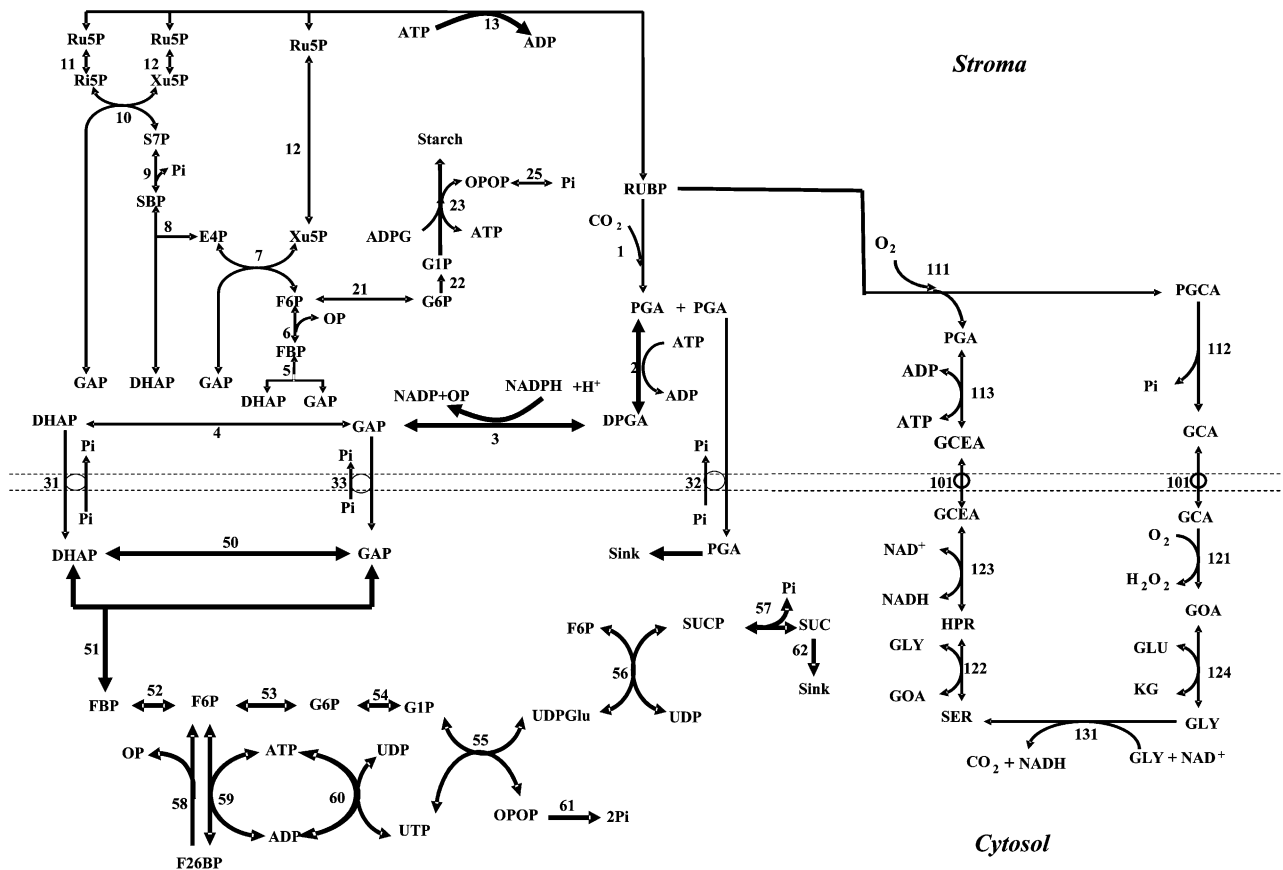 Ru5P Ru5P Ru5P ATP 13 ADP
Stroma
11 12
Ri5P Xu5P
10
S7P
9 Pi
SBP
8 E4P
7
Xu5P
12
Starch
OPOP 25 Pi
23
ADPG ATP
G1P
22
F6P 21 G6P
6 OP
FBP
5
GAP DHAP GAP DHAP GAP
RUBP
CO2
1
PGA + PGA
2 ATP
ADP
DPGA
NADP+OP NADPH +H+
3
DHAP 4 GAP
O2
111
PGCA
PGA
112
Pi
ADP
113
ATP
GCEA
GCA
Pi Pi Pi
31 33 32 101 101
Pi Pi Pi
DHAP 50 GAP
Sink PGA
GCEA
GCA
NAD+
123
NADH
O2
121
H2O2
HPR
GOA
GLY
122
GOA
GLU
124
KG
SER 131 GLY
CO2 + NADH GLY + NAD+
51
57 Pi
F6P SUCP SUC
56 62
Sink
FBP 52 F6P 53 G6P 54 G1P
UDPGlu UDP
55
OP ATP UDP
58 59 60
ADP UTP
OPOP 61 2Pi
F26BP
Cytosol